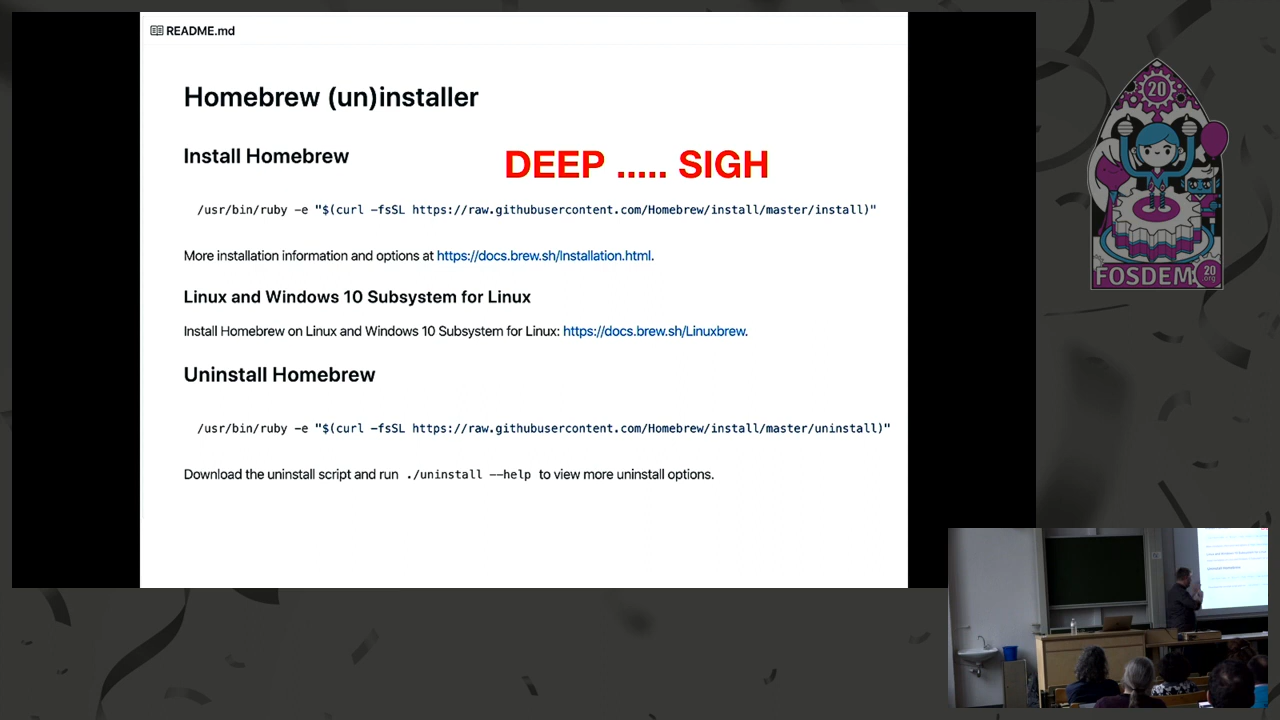 README.md
Homebrew (un)installer
Install Homebrew
DEEP ..... SIGH
/usr/bin/ruby -e "$(curl -fsSL https://raw.githubusercontent.com/Homebrew/install/master/install)"
More installation information and options at https://docs.brew.sh/Installation.html.
Linux and Windows 10 Subsystem for Linux
Install Homebrew on Linux and Windows 10 Subsystem for Linux: https://docs.brew.sh/Linuxbrew.
Uninstall Homebrew
/usr/bin/ruby -e "$(curl -fsSL https://raw.githubusercontent.com/Homebrew/install/master/uninstall)"
Download the uninstall script and run ./uninstall --help to view more uninstall options.
20
FOSDEM
20
.org
Uninstall Homebrew